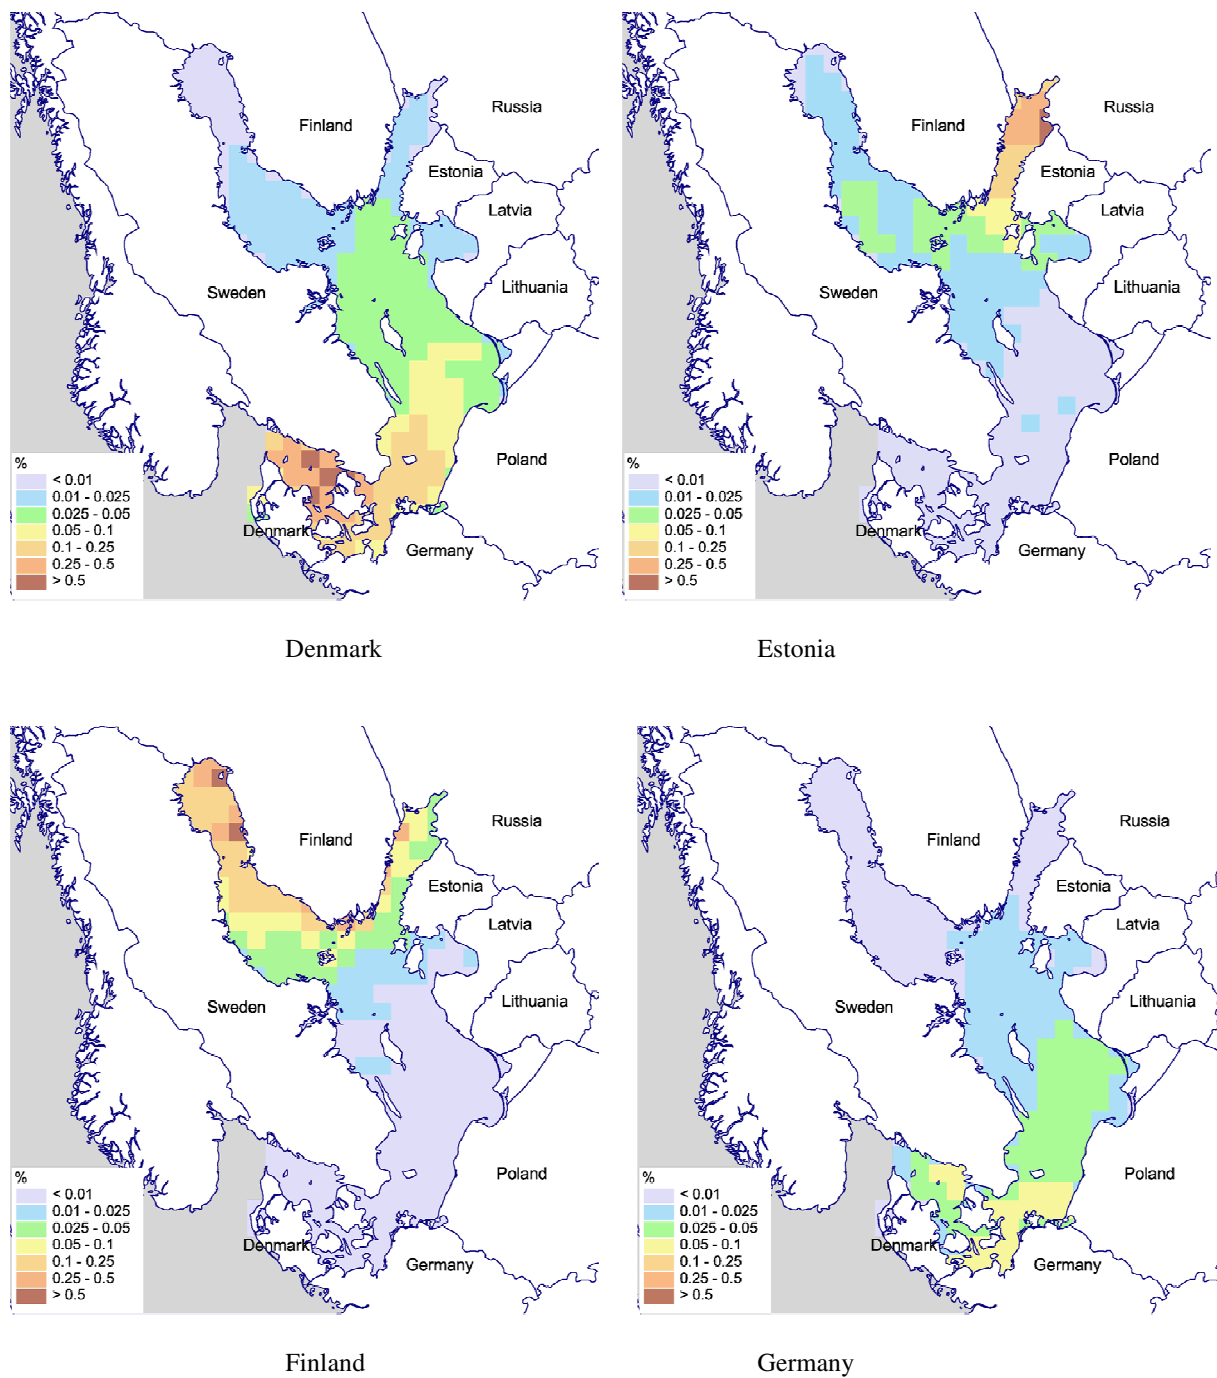 Finland
Russia
Estonia
Latvia
Lithuania
Sweden
Poland
Denmark
Germany
%
< 0.01
0.01 - 0.025
0.025 - 0.05
0.05 - 0.1
0.1 - 0.25
0.25 - 0.5
> 0.5
Denmark
Finland
Russia
Estonia
Latvia
Lithuania
Sweden
Poland
Denmark
Germany
%
< 0.01
0.01 - 0.025
0.025 - 0.05
0.05 - 0.1
0.1 - 0.25
0.25 - 0.5
> 0.5
Estonia
Finland
Russia
Estonia
Latvia
Lithuania
Sweden
Poland
Denmark
Germany
%
< 0.01
0.01 - 0.025
0.025 - 0.05
0.05 - 0.1
0.1 - 0.25
0.25 - 0.5
> 0.5
Finland
Finland
Russia
Estonia
Latvia
Lithuania
Sweden
Poland
Denmark
Germany
%
< 0.01
0.01 - 0.025
0.025 - 0.05
0.05 - 0.1
0.1 - 0.25
0.25 - 0.5
> 0.5
Germany